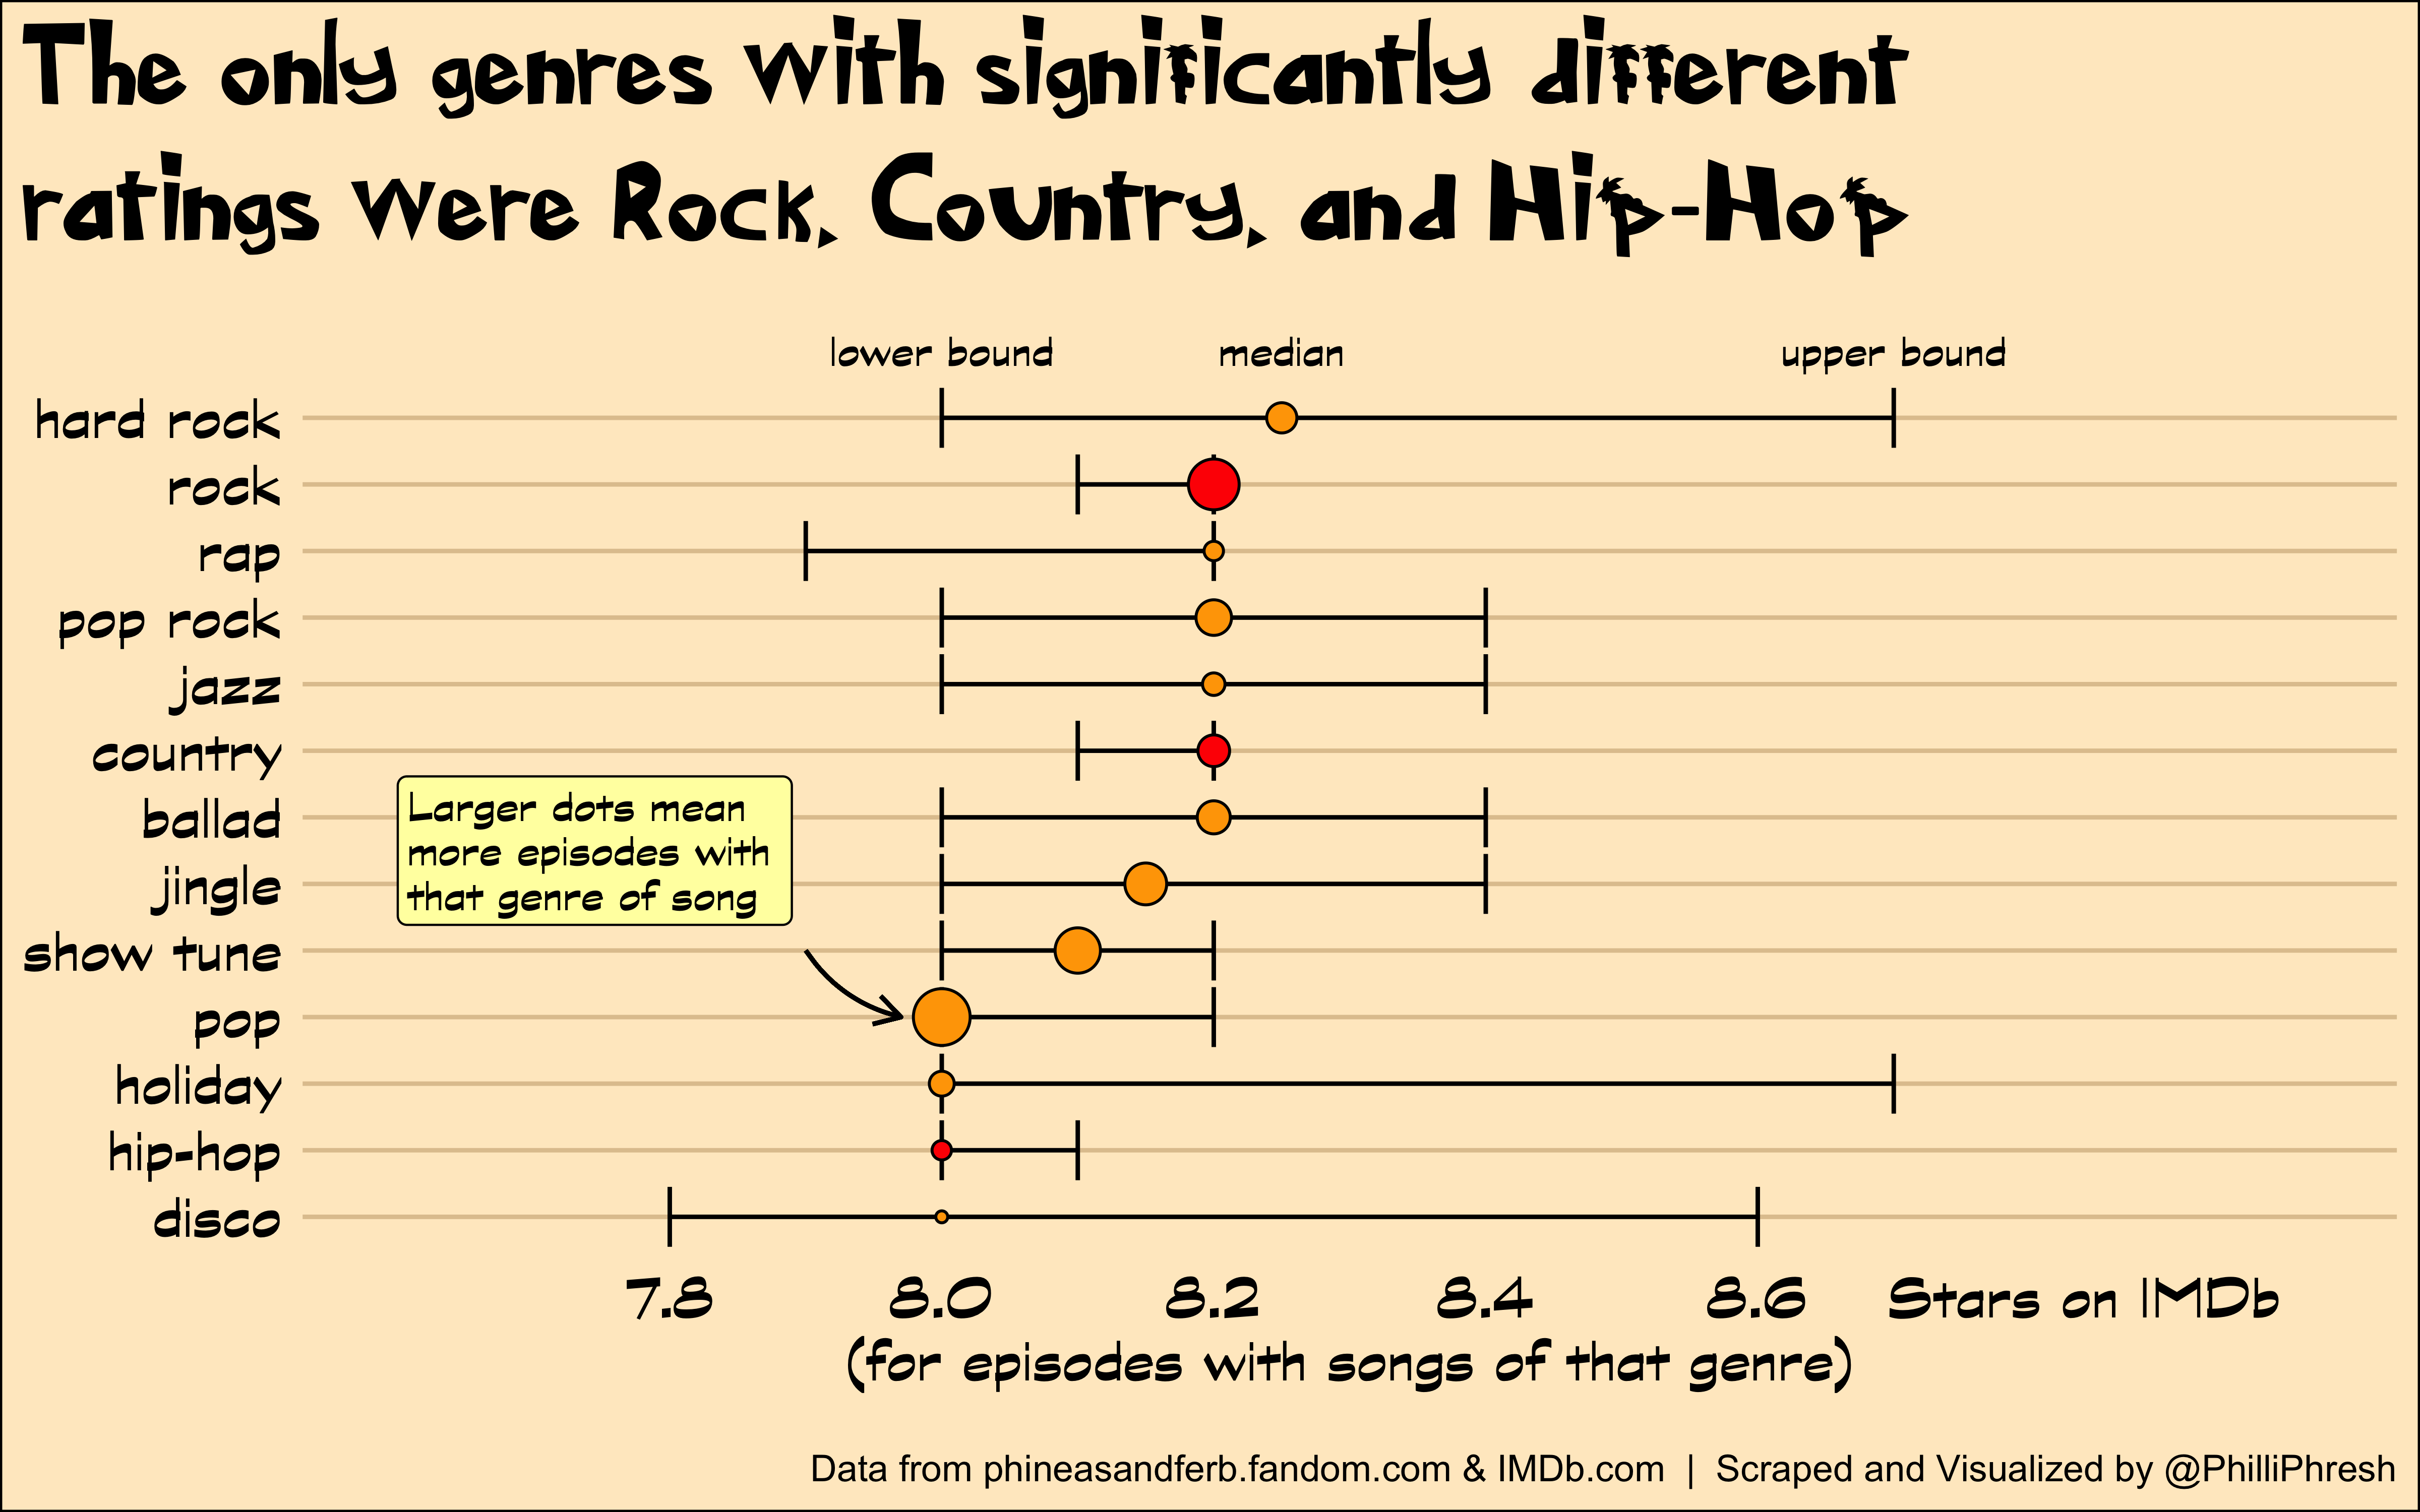 The only genres with significantly different
ratings were Rock, Country, and Hip-Hop
lower bound median upper bound
hard rock
rock
rap
pop rock
jazz
country
ballad
jingle
show tune
pop
holiday
hip-hop
disco
Larger dots mean
more episodes with
that genre of song
7.8 8.0 8.2 8.4 8.6 Stars on IMDb
(for episodes with songs of that genre)
Data from phineasandferb.fandom.com & IMDb.com | Scraped and Visualized by @PhilliPhresh